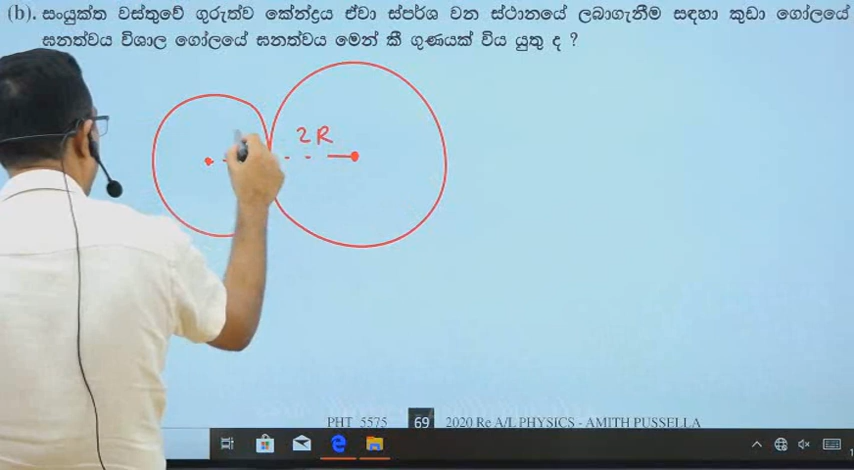 (b). සංයුක්ත වස්තුවේ ගුරුත්ව කේන්ද්‍රය ඒවා ස්පර්ශ වන ස්ථානයේ ලබාගැනීම සඳහා කුඩා ගෝලයේ
ඝනත්වය විශාල ගෝලයේ ඝනත්වය මෙන් කී ගුණයක් විය යුතු ද ?
2R
PHT 5575 69 2020 Re A/L PHYSICS - AMITH PUSSELLA